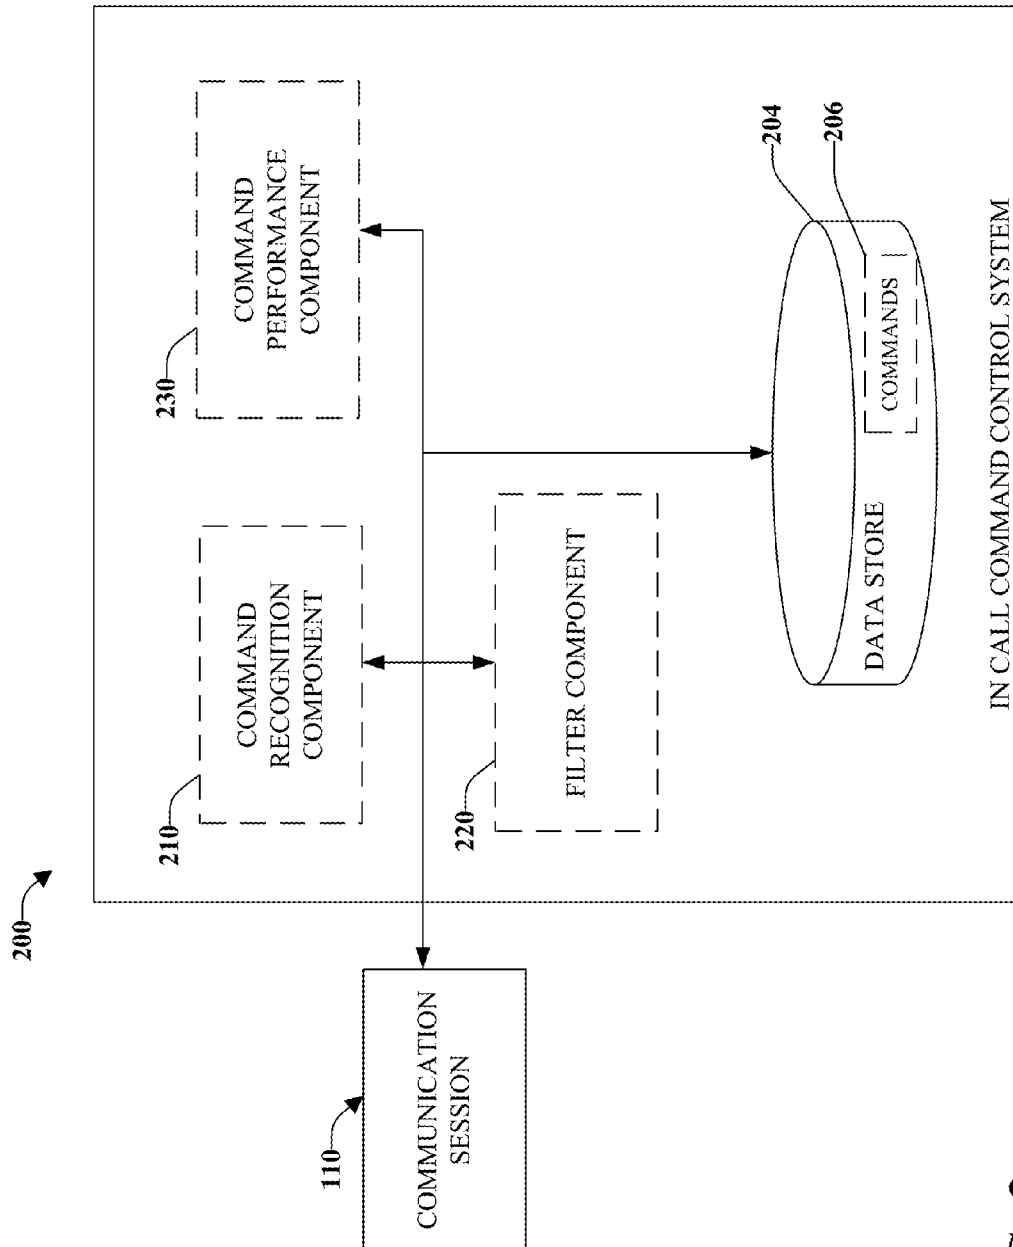 200
110
COMMUNICATION
SESSION
210
COMMAND
RECOGNITION
COMPONENT
230
COMMAND
PERFORMANCE
COMPONENT
220
FILTER COMPONENT
204
206
DATA STORE
COMMANDS
IN CALL COMMAND CONTROL SYSTEM